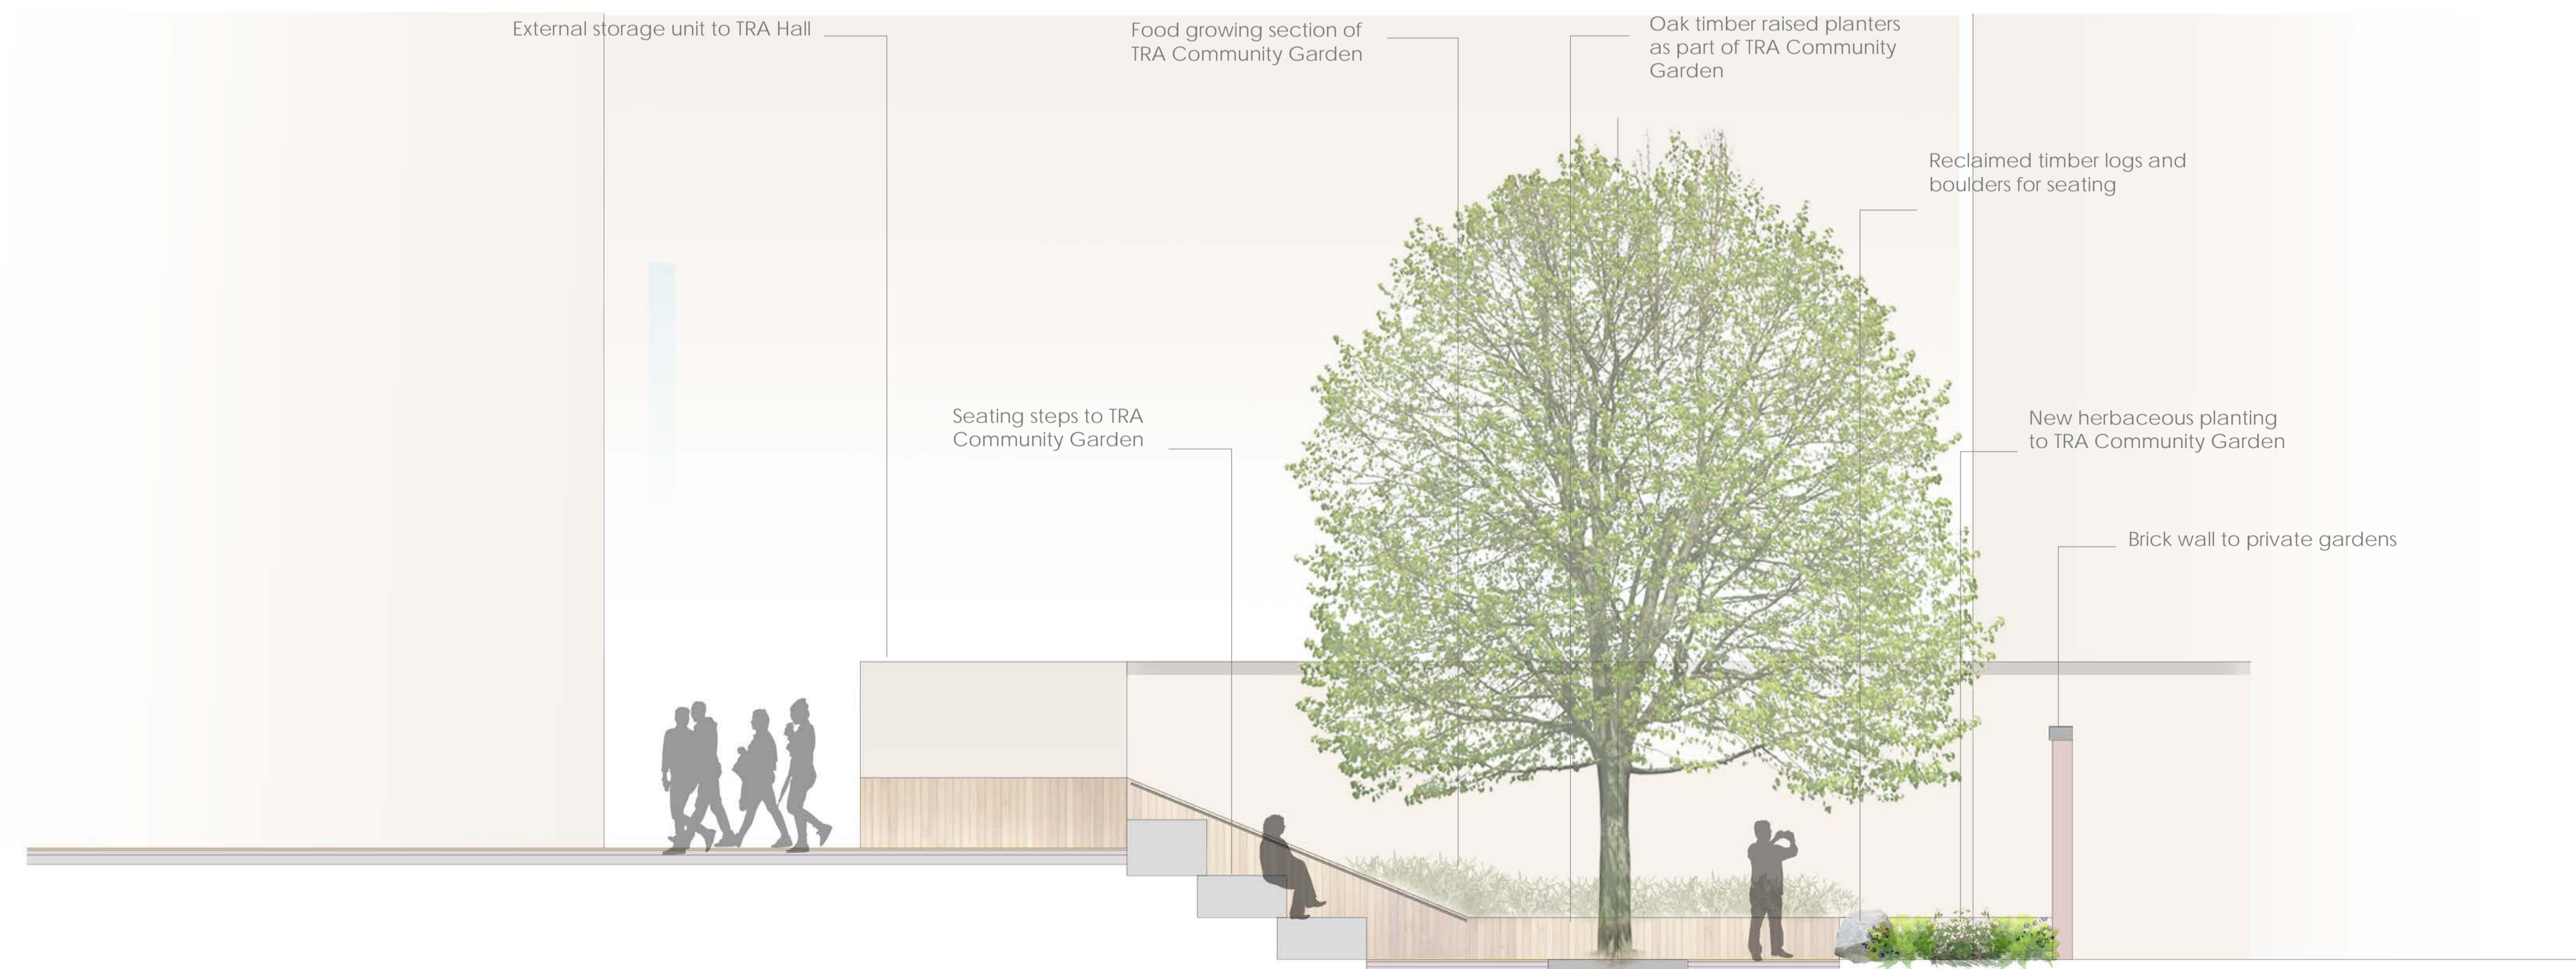 External storage unit to TRA Hall
Food growing section of
TRA Community Garden
Oak timber raised planters
as part of TRA Community
Garden
Reclaimed timber logs and
boulders for seating
Seating steps to TRA
Community Garden
New herbaceous planting
to TRA Community Garden
Brick wall to private gardens